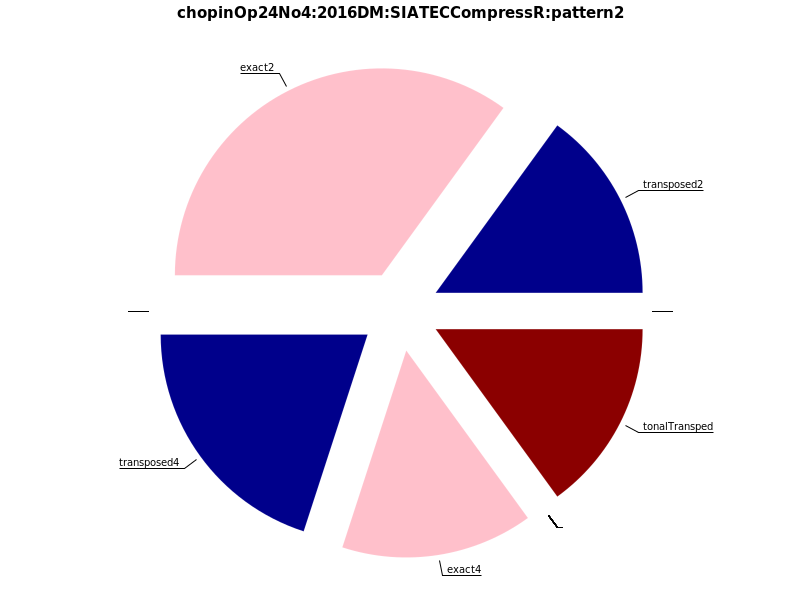 chopinOp24No4:2016DM:SIATECCompressR:pattern2
exact2
transposed2
tonalTransped
transposed4
exact4